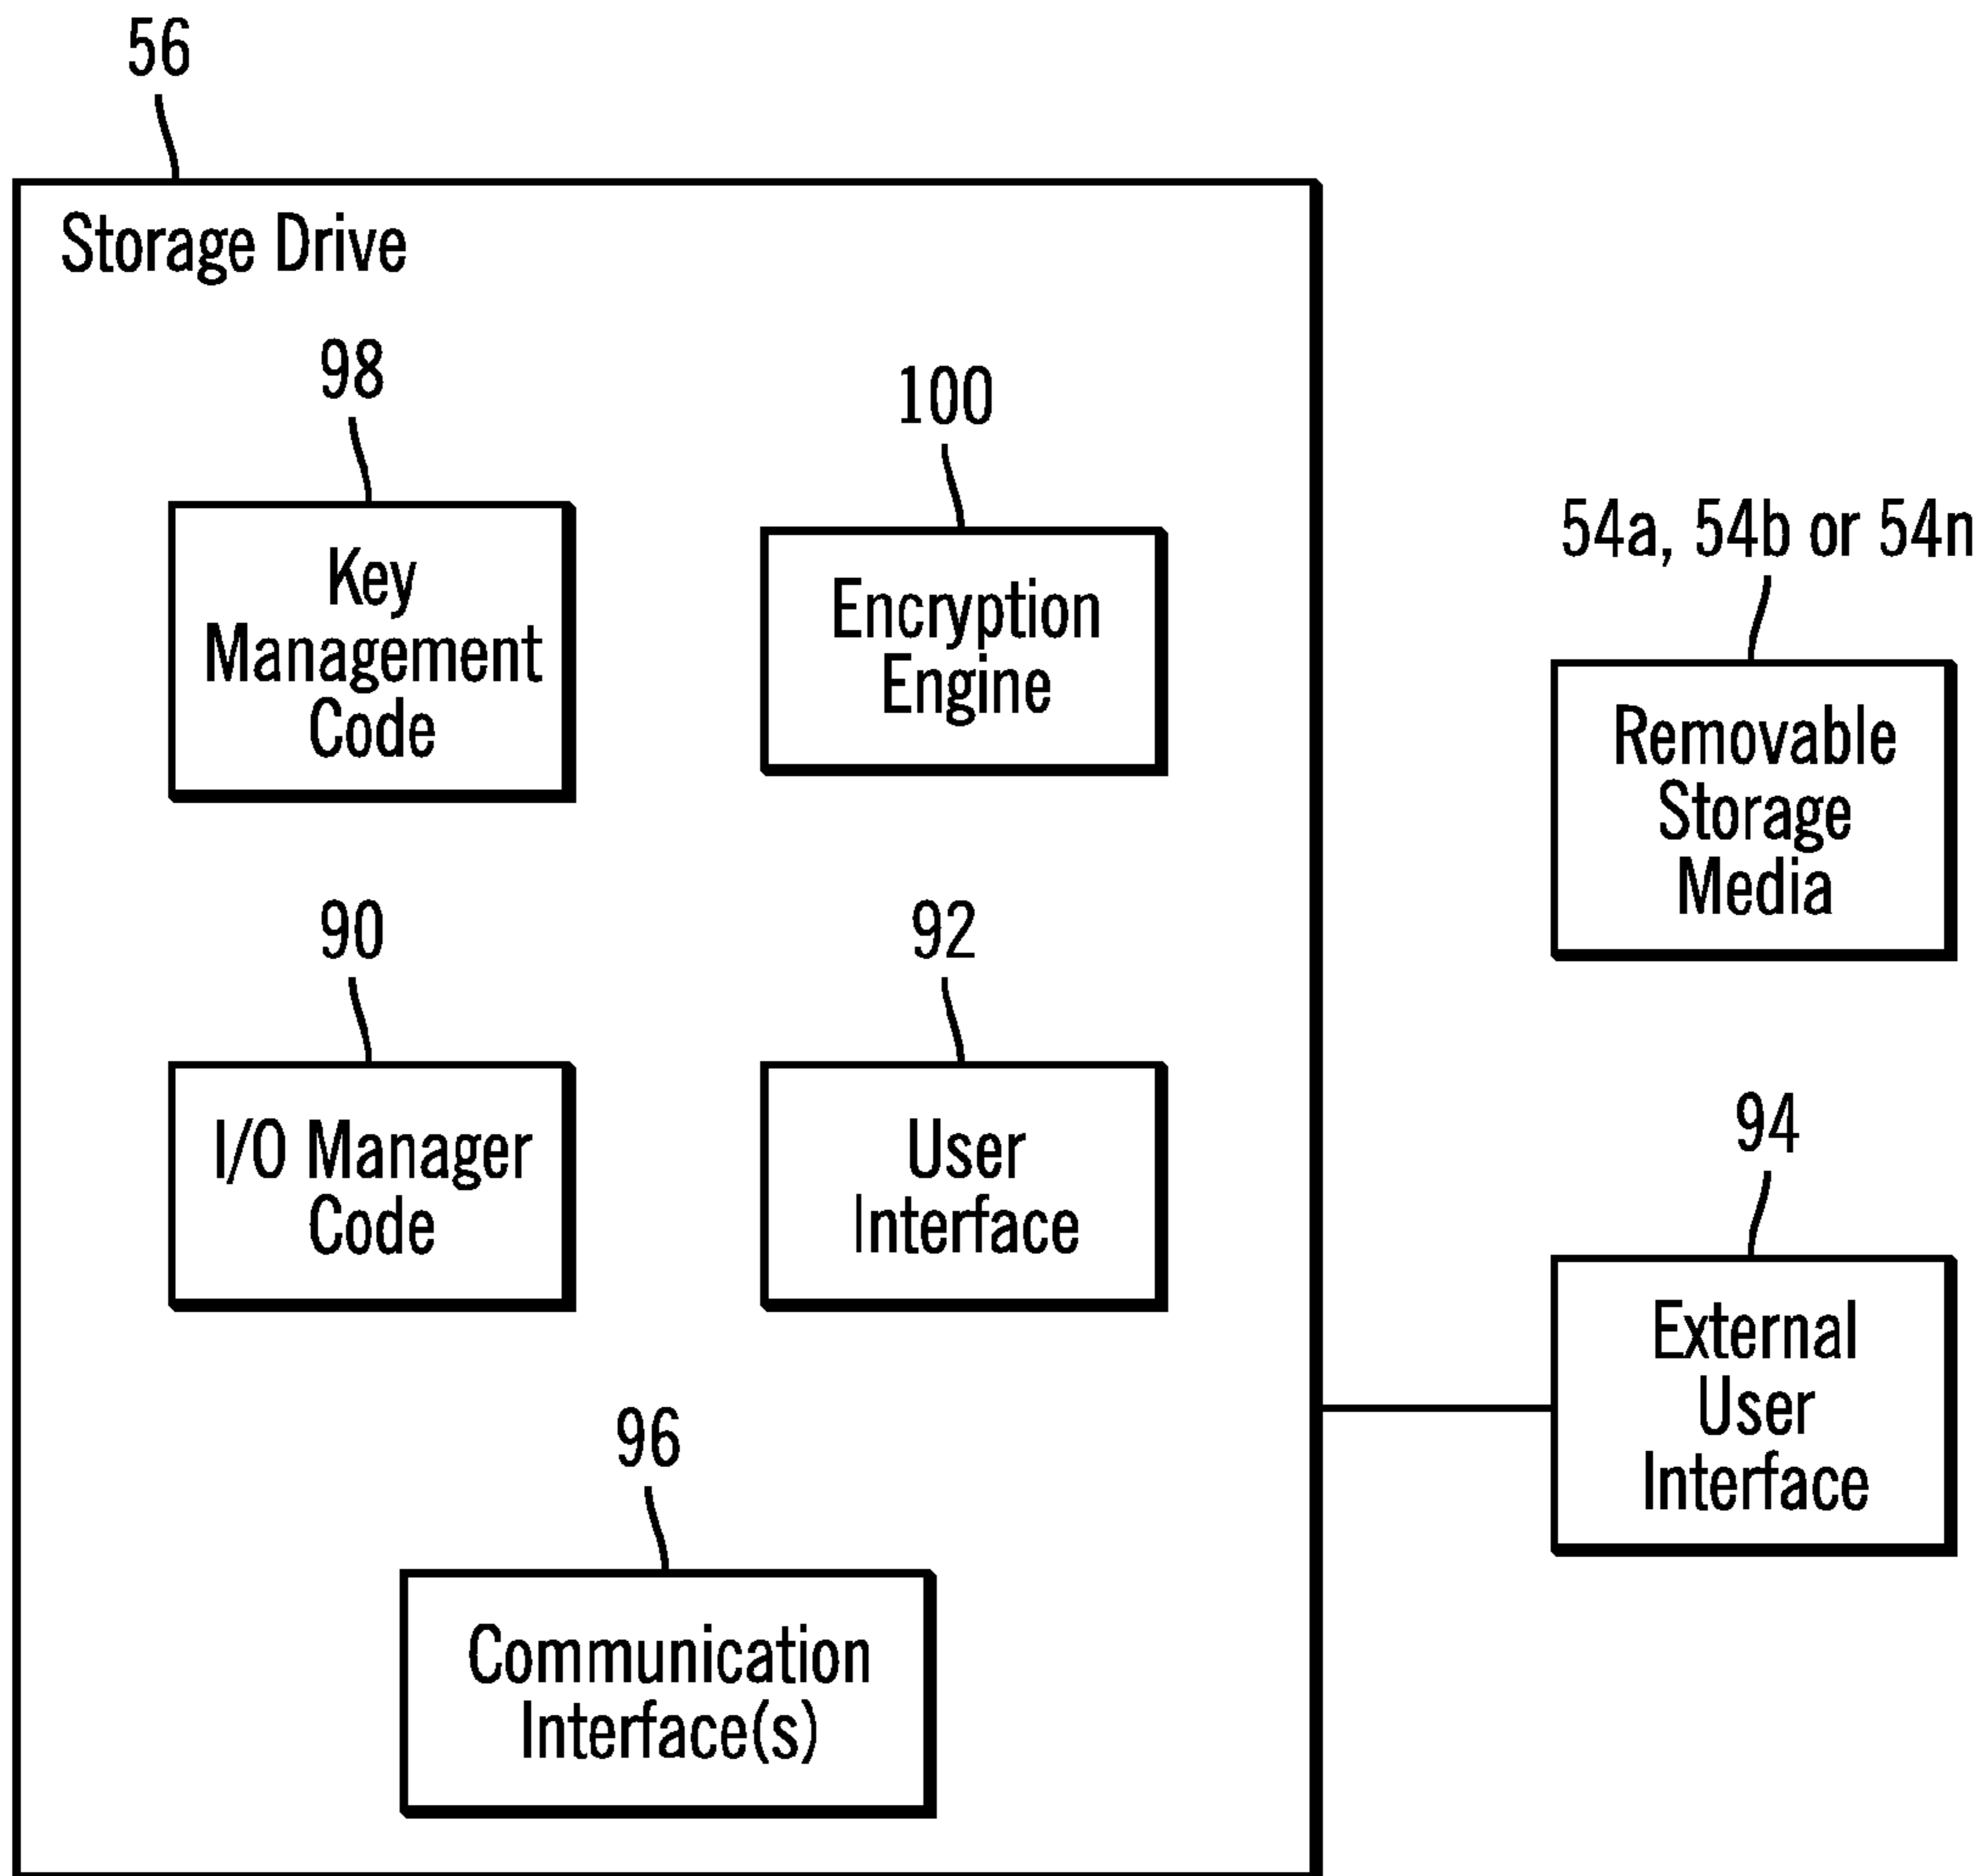 56
Storage Drive
98
Key
Management
Code
100
Encryption
Engine
54a, 54b or 54n
Removable
Storage
Media
90
I/O Manager
Code
92
User
Interface
94
External
User
Interface
96
Communication
Interface(s)